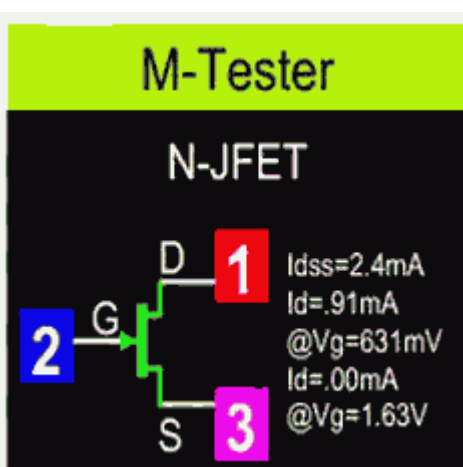 M-Tester
N-JFET
D
1
G
2
S
3
Idss=2.4mA
Id=.91mA
@Vg=631mV
Id=.00mA
@Vg=1.63V